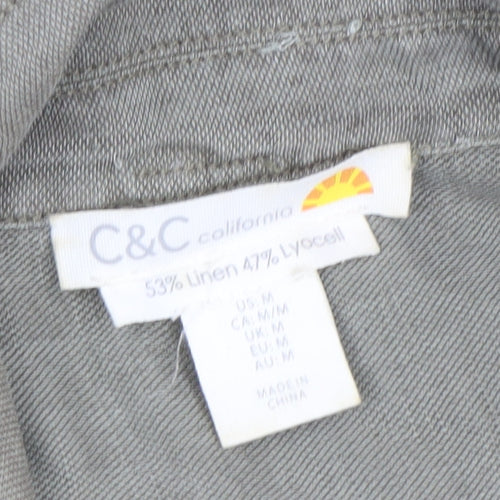 C&C california
53% Linen 47% Lyocell
US: M
CA: M/M
UK: M
EU: M
AU: M
MADE IN
CHINA